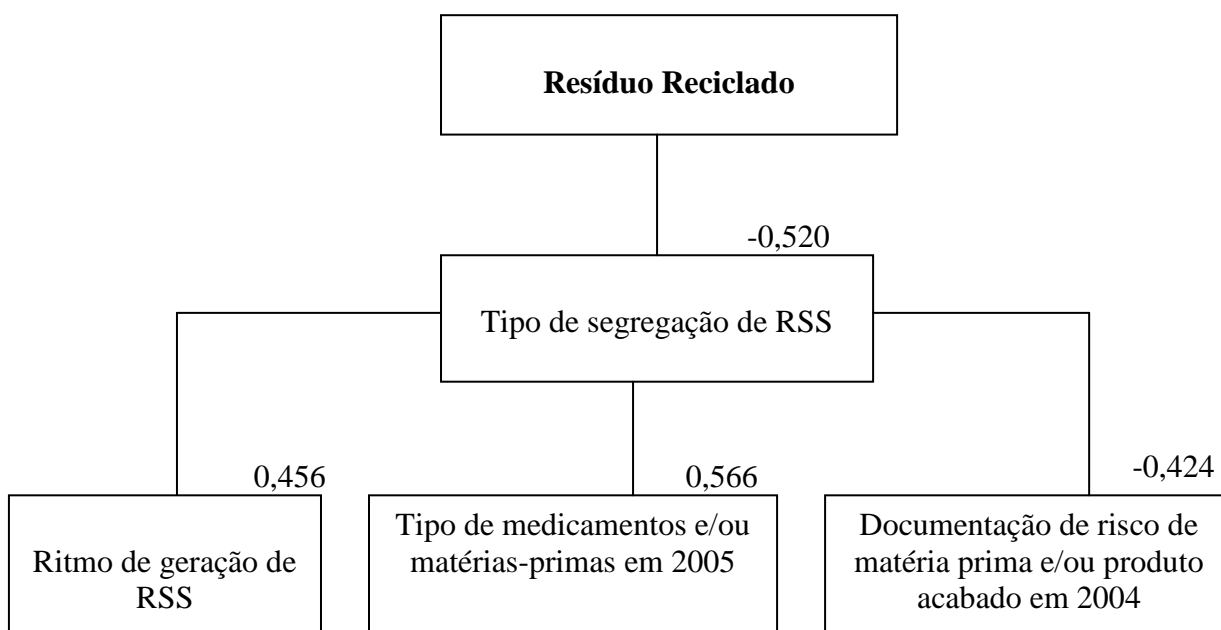 Resíduo Reciclado
-0,520
Tipo de segregação de RSS
0,456
0,566
-0,424
Ritmo de geração de
RSS
Tipo de medicamentos e/ou
matérias-primas em 2005
Documentação de risco de
matéria prima e/ou produto
acabado em 2004